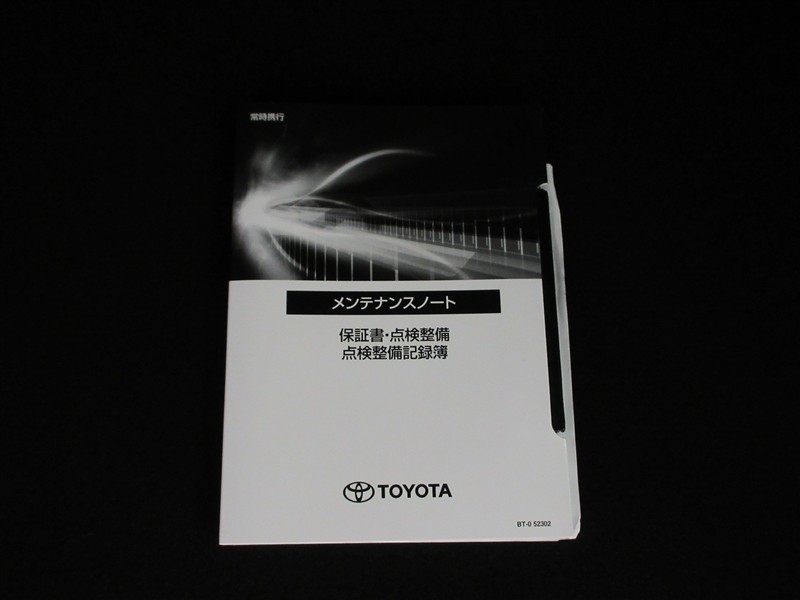 常時携行
メンテナンスノート
保証書・点検整備
点検整備記録簿
TOYOTA
BT-0 52302